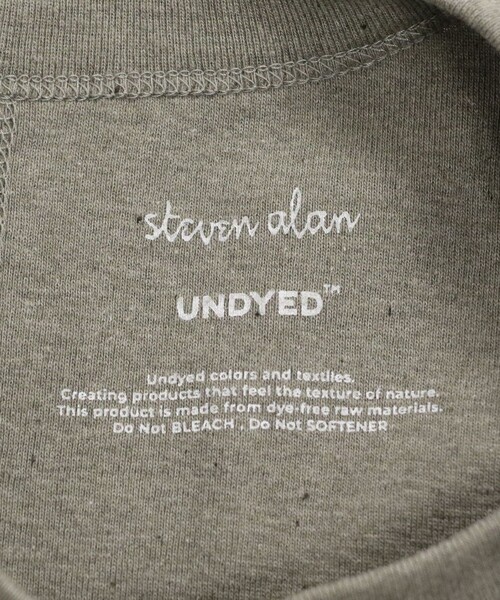 steven alan
UNDYED™
Undyed colors and textiles.
Creating products that feel the texture of nature.
This product is made from dye-free raw materials.
Do Not BLEACH , Do Not SOFTENER